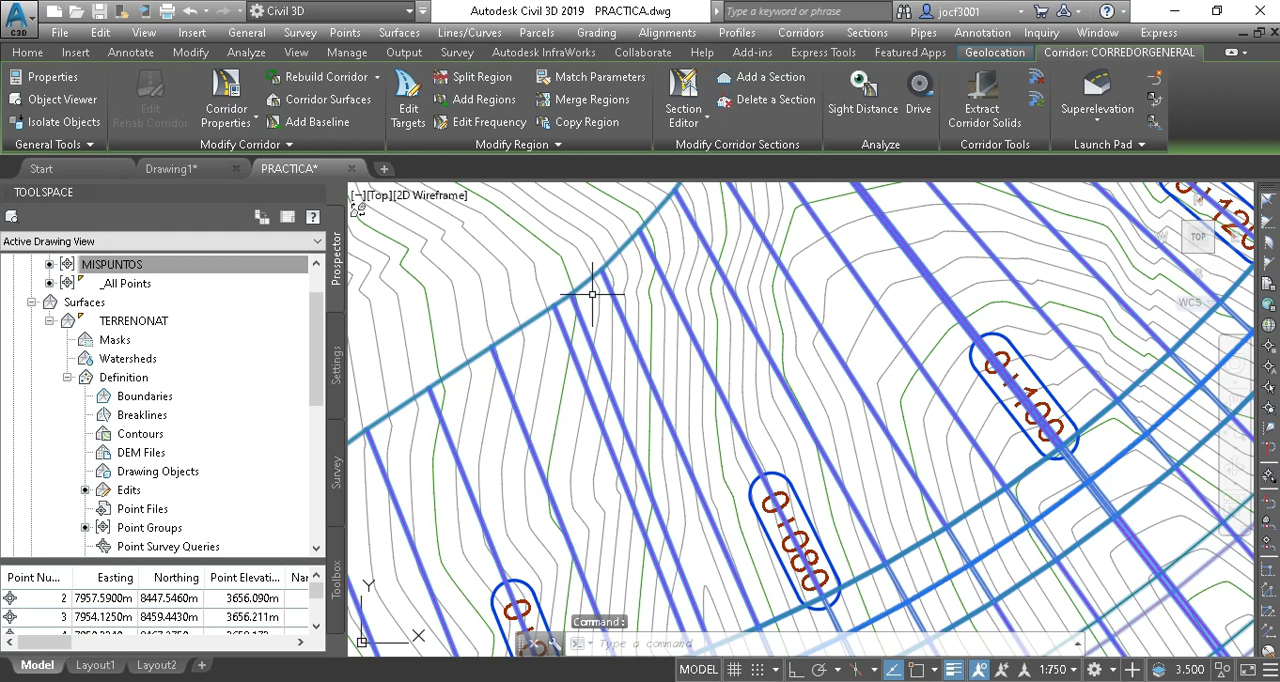 Civil 3D
Autodesk Civil 3D 2019 PRACTICA.dwg
Type a keyword or phrase
jocf3001
C3D
File Edit View Insert General Survey Points Surfaces Lines/Curves Parcels Grading Alignments Profiles Corridors Sections Pipes Annotation Inquiry Window Express
Home Insert Annotate Modify Analyze View Manage Output Survey Autodesk InfraWorks Collaborate Help Add-ins Express Tools Featured Apps Geolocation Corridor: CORREDORGENERAL
Properties
Object Viewer
Isolate Objects
General Tools
Edit
Rehab Corridor
Corridor
Properties
Rebuild Corridor
Corridor Surfaces
Add Baseline
Modify Corridor
Edit
Targets
Split Region
Add Regions
Edit Frequency
Match Parameters
Merge Regions
Copy Region
Modify Region
Section
Editor
Add a Section
Delete a Section
Modify Corridor Sections
Sight Distance
Drive
Analyze
Extract
Corridor Solids
Corridor Tools
Superelevation
Launch Pad
Start Drawing1* PRACTICA*
TOOLSPACE
Active Drawing View
MISPUNTOS
_All Points
Surfaces
TERRENONAT
Masks
Watersheds
Definition
Boundaries
Breaklines
Contours
DEM Files
Drawing Objects
Edits
Point Files
Point Groups
Point Survey Queries
Prospector
Settings
Survey
Toolbox
Point Nu... Easting Northing Point Elevati... Nar
2 7957.5900m 8447.5460m 3656.090m
3 7954.1250m 8459.4430m 3656.211m
[−][Top][2D Wireframe]
TOP
WCS
0+100
0+080
Y
X
Command:
Type a command
Model Layout1 Layout2
MODEL
1:750
3.500